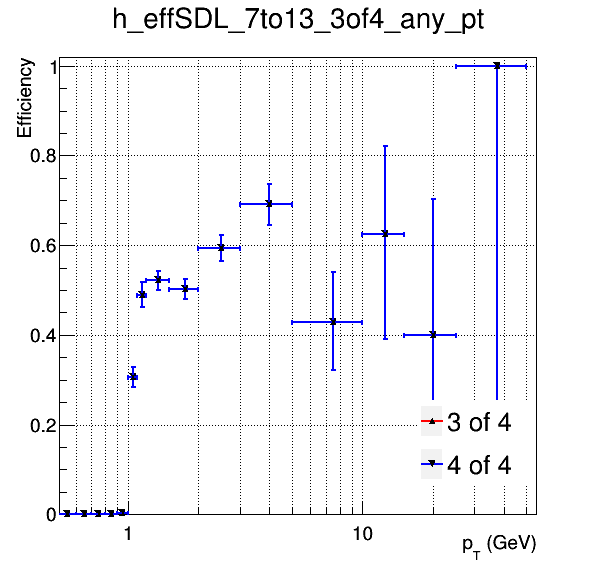 h_effSDL_7to13_3of4_any_pt
Efficiency
1
0.8
0.6
0.4
0.2
0
3 of 4
4 of 4
1
10
p_T (GeV)